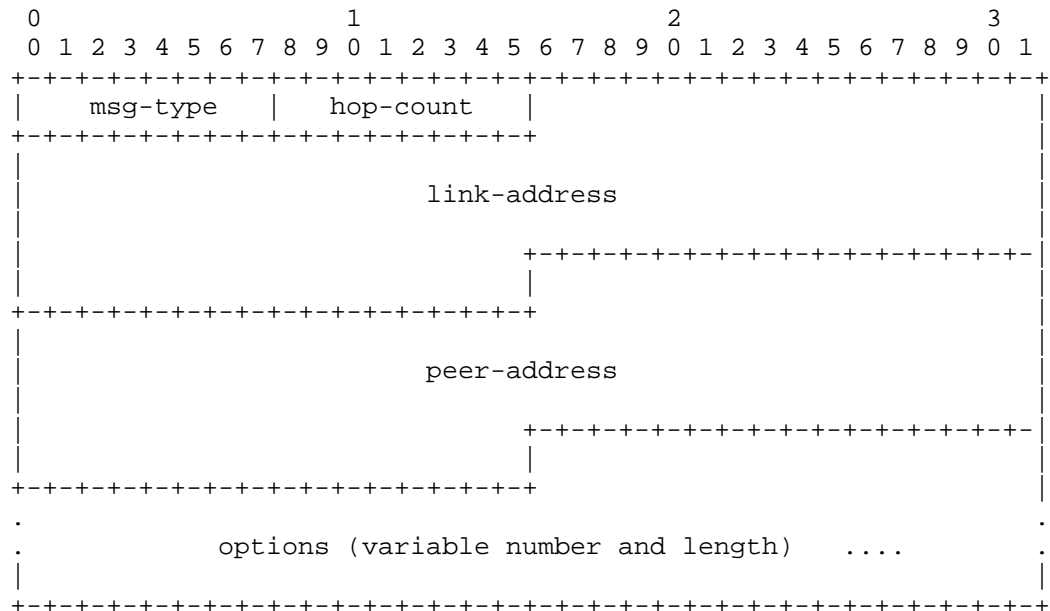 0                   1                   2                   3
0 1 2 3 4 5 6 7 8 9 0 1 2 3 4 5 6 7 8 9 0 1 2 3 4 5 6 7 8 9 0 1
msg-type | hop-count
link-address
peer-address
options (variable number and length) ....